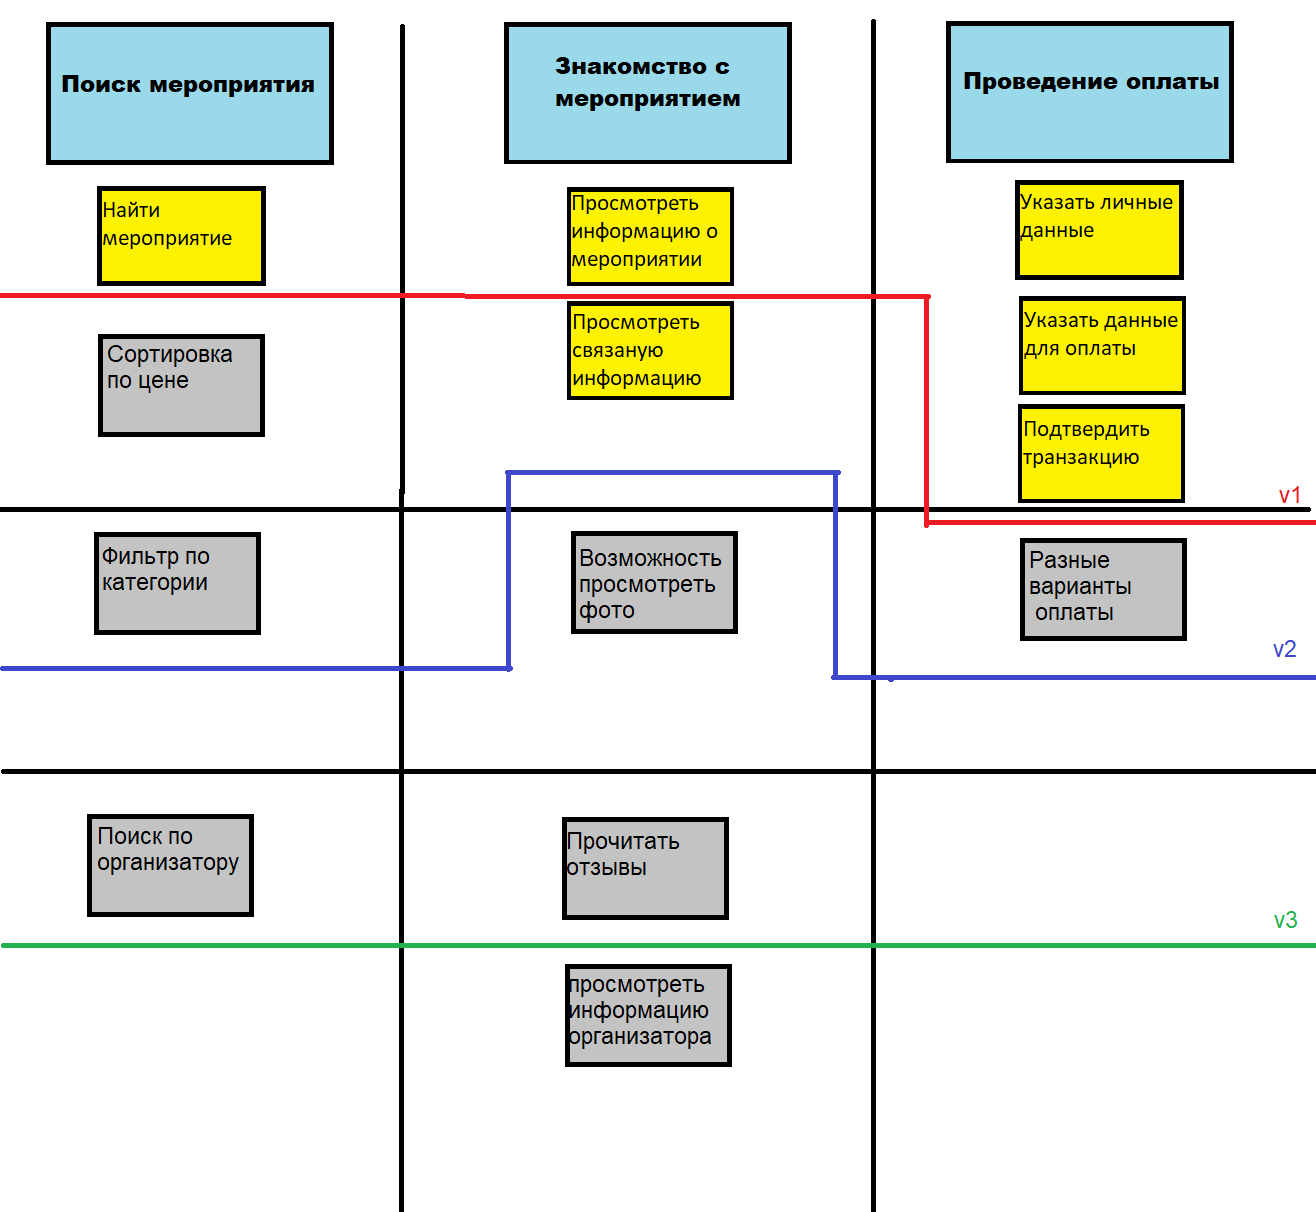 Поиск мероприятия
Знакомство с
мероприятием
Проведение оплаты
Найти
мероприятие
Просмотреть
информацию о
мероприятии
Указать личные
данные
Сортировка
по цене
Просмотреть
связаную
информацию
Указать данные
для оплаты
Подтвердить
транзакцию
v1
Фильтр по
категории
Возможность
просмотреть
фото
Разные
варианты
оплаты
v2
Поиск по
организатору
Прочитать
отзывы
v3
просмотреть
информацию
организатора